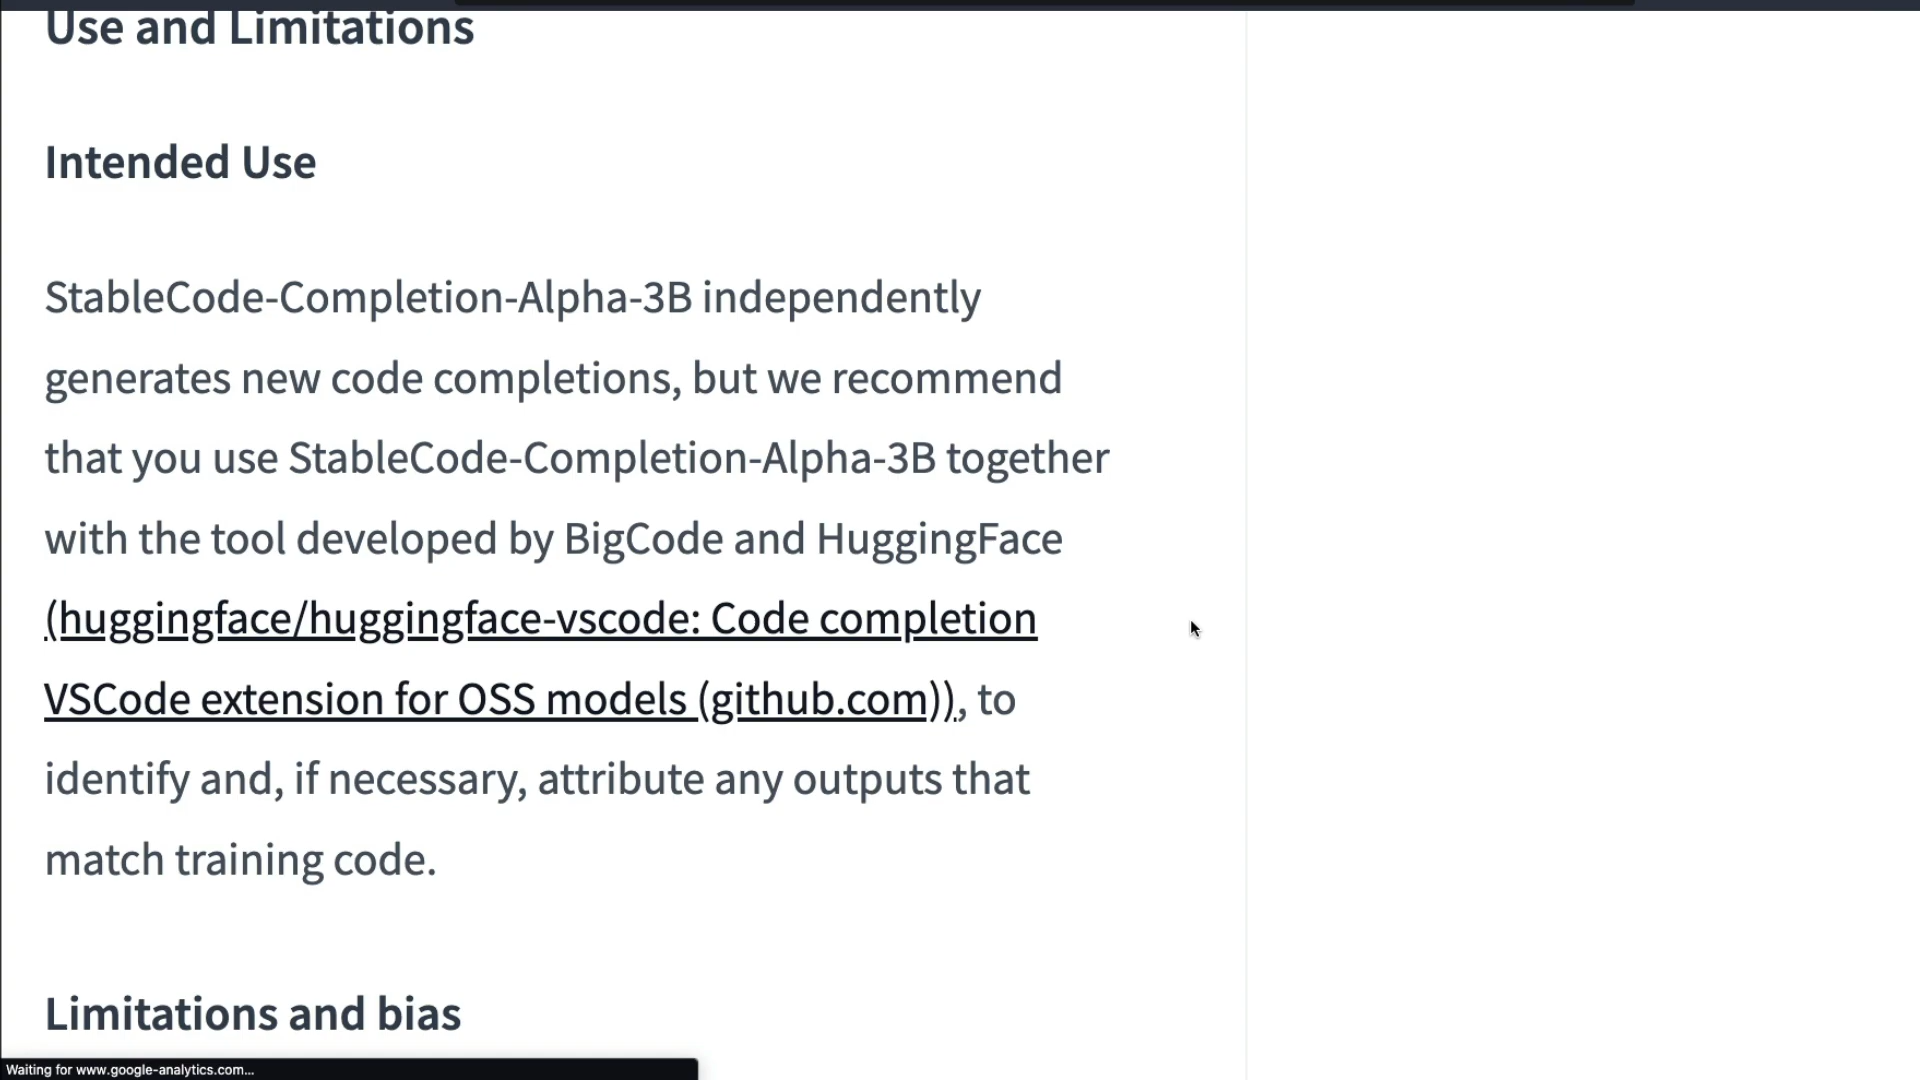 Use and Limitations
Intended Use
StableCode-Completion-Alpha-3B independently
generates new code completions, but we recommend
that you use StableCode-Completion-Alpha-3B together
with the tool developed by BigCode and HuggingFace
(huggingface/huggingface-vscode: Code completion
VSCode extension for OSS models (github.com)), to
identify and, if necessary, attribute any outputs that
match training code.
Limitations and bias
Waiting for www.google-analytics.com...